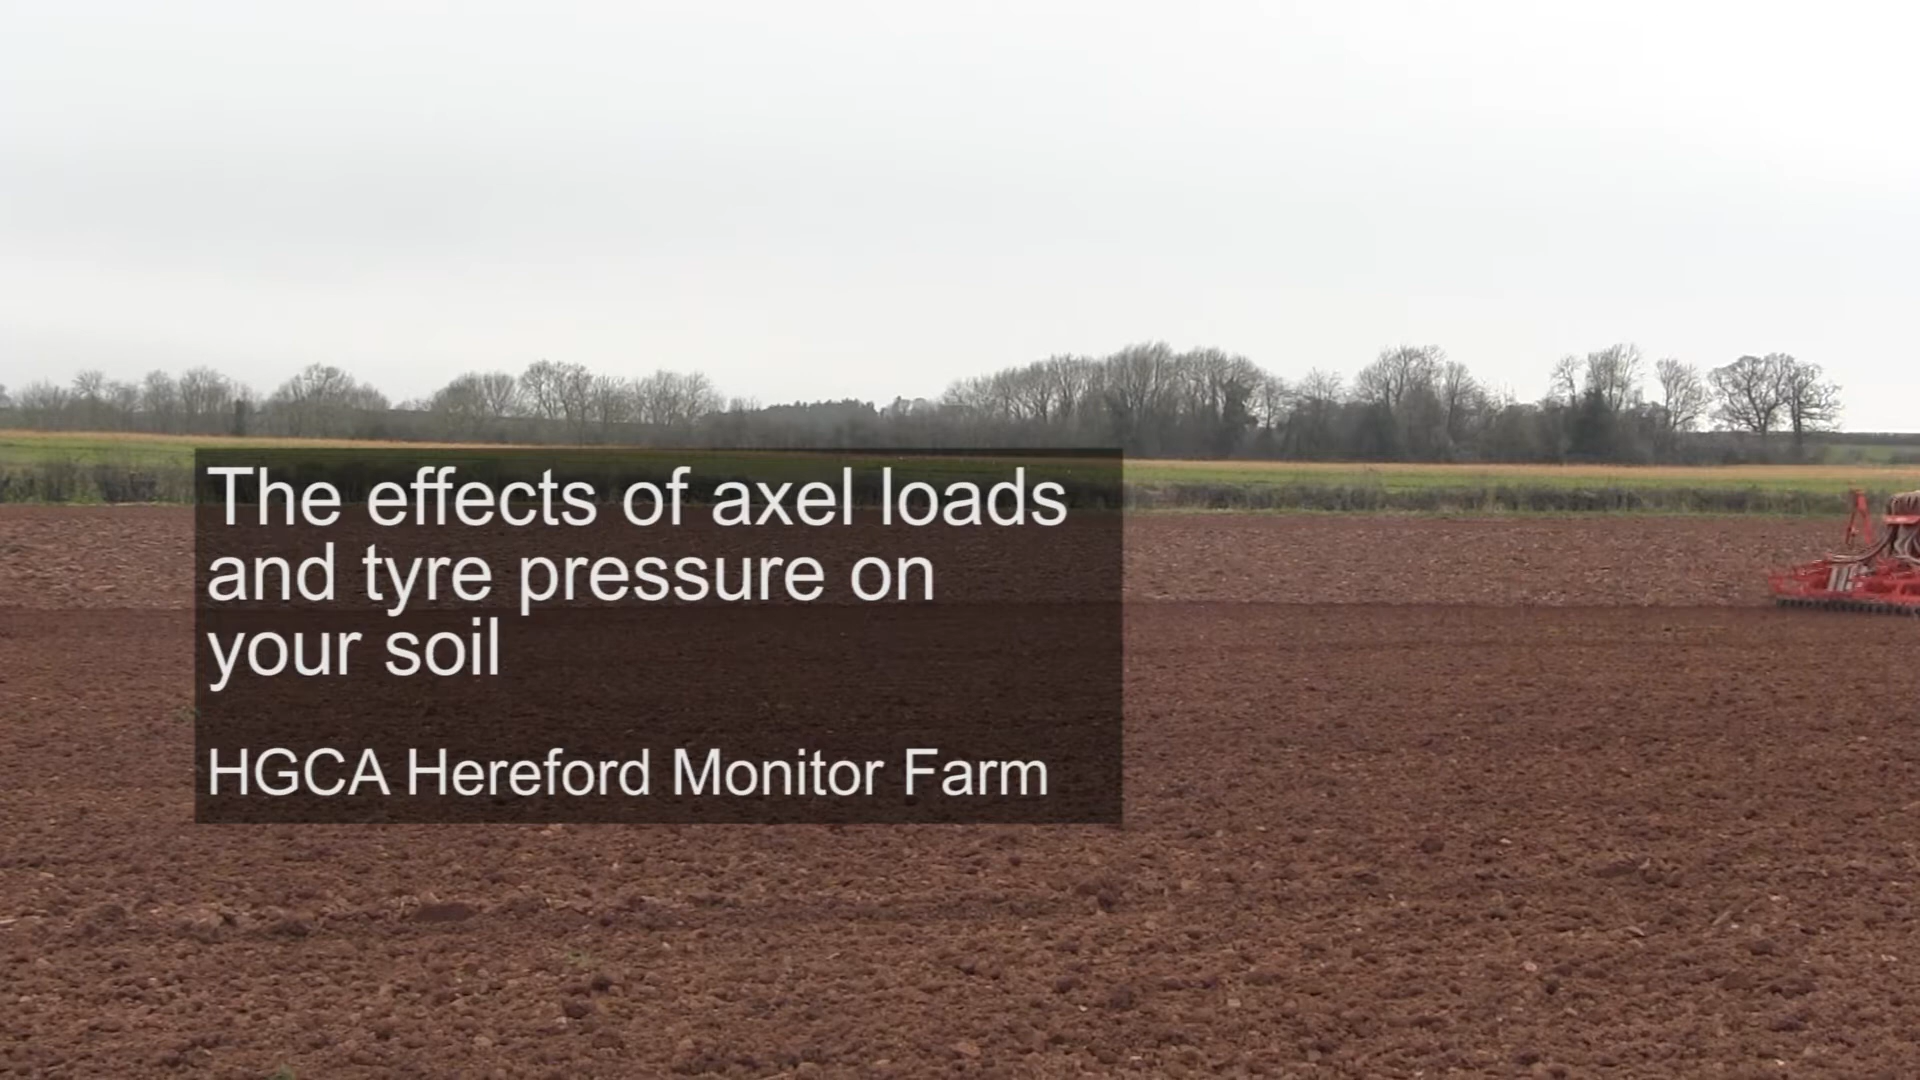 The effects of axel loads
and tyre pressure on
your soil
HGCA Hereford Monitor Farm